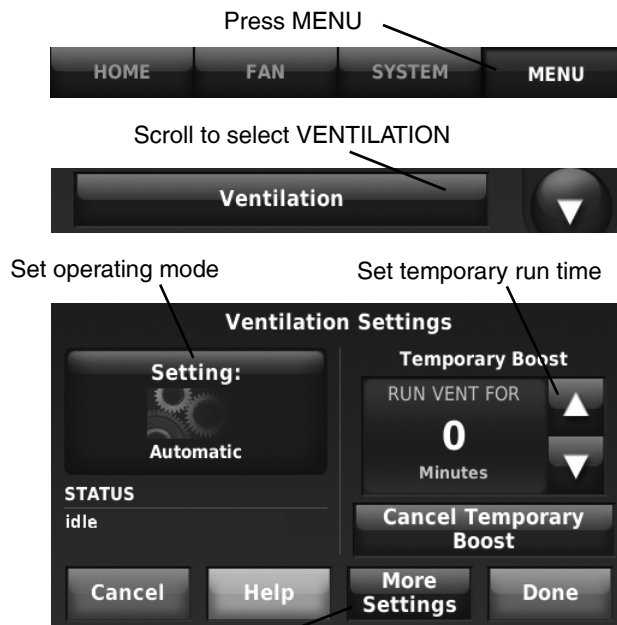 Press MENU
HOME FAN SYSTEM MENU
Scroll to select VENTILATION
Ventilation
Set operating mode Set temporary run time
Ventilation Settings
Setting:
Automatic
STATUS
idle
Temporary Boost
RUN VENT FOR
0
Minutes
Cancel Temporary
Boost
Cancel Help More Settings Done